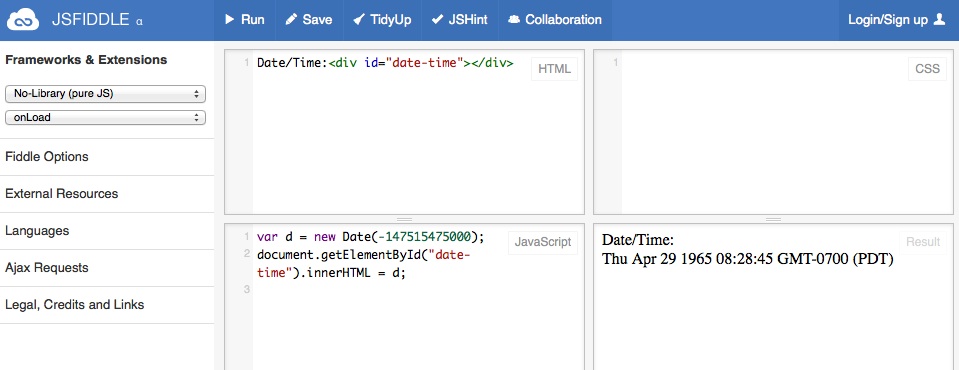 JSFIDDLE α
Run
Save
TidyUp
JSHint
Collaboration
Login/Sign up
Frameworks & Extensions
No-Library (pure JS)
onLoad
Fiddle Options
External Resources
Languages
Ajax Requests
Legal, Credits and Links
1 Date/Time:<div id="date-time"></div>
HTML
1
CSS
1 var d = new Date(-147515475000);
2 document.getElementById("date-
time").innerHTML = d;
3
JavaScript
Date/Time:
Thu Apr 29 1965 08:28:45 GMT-0700 (PDT)
Result